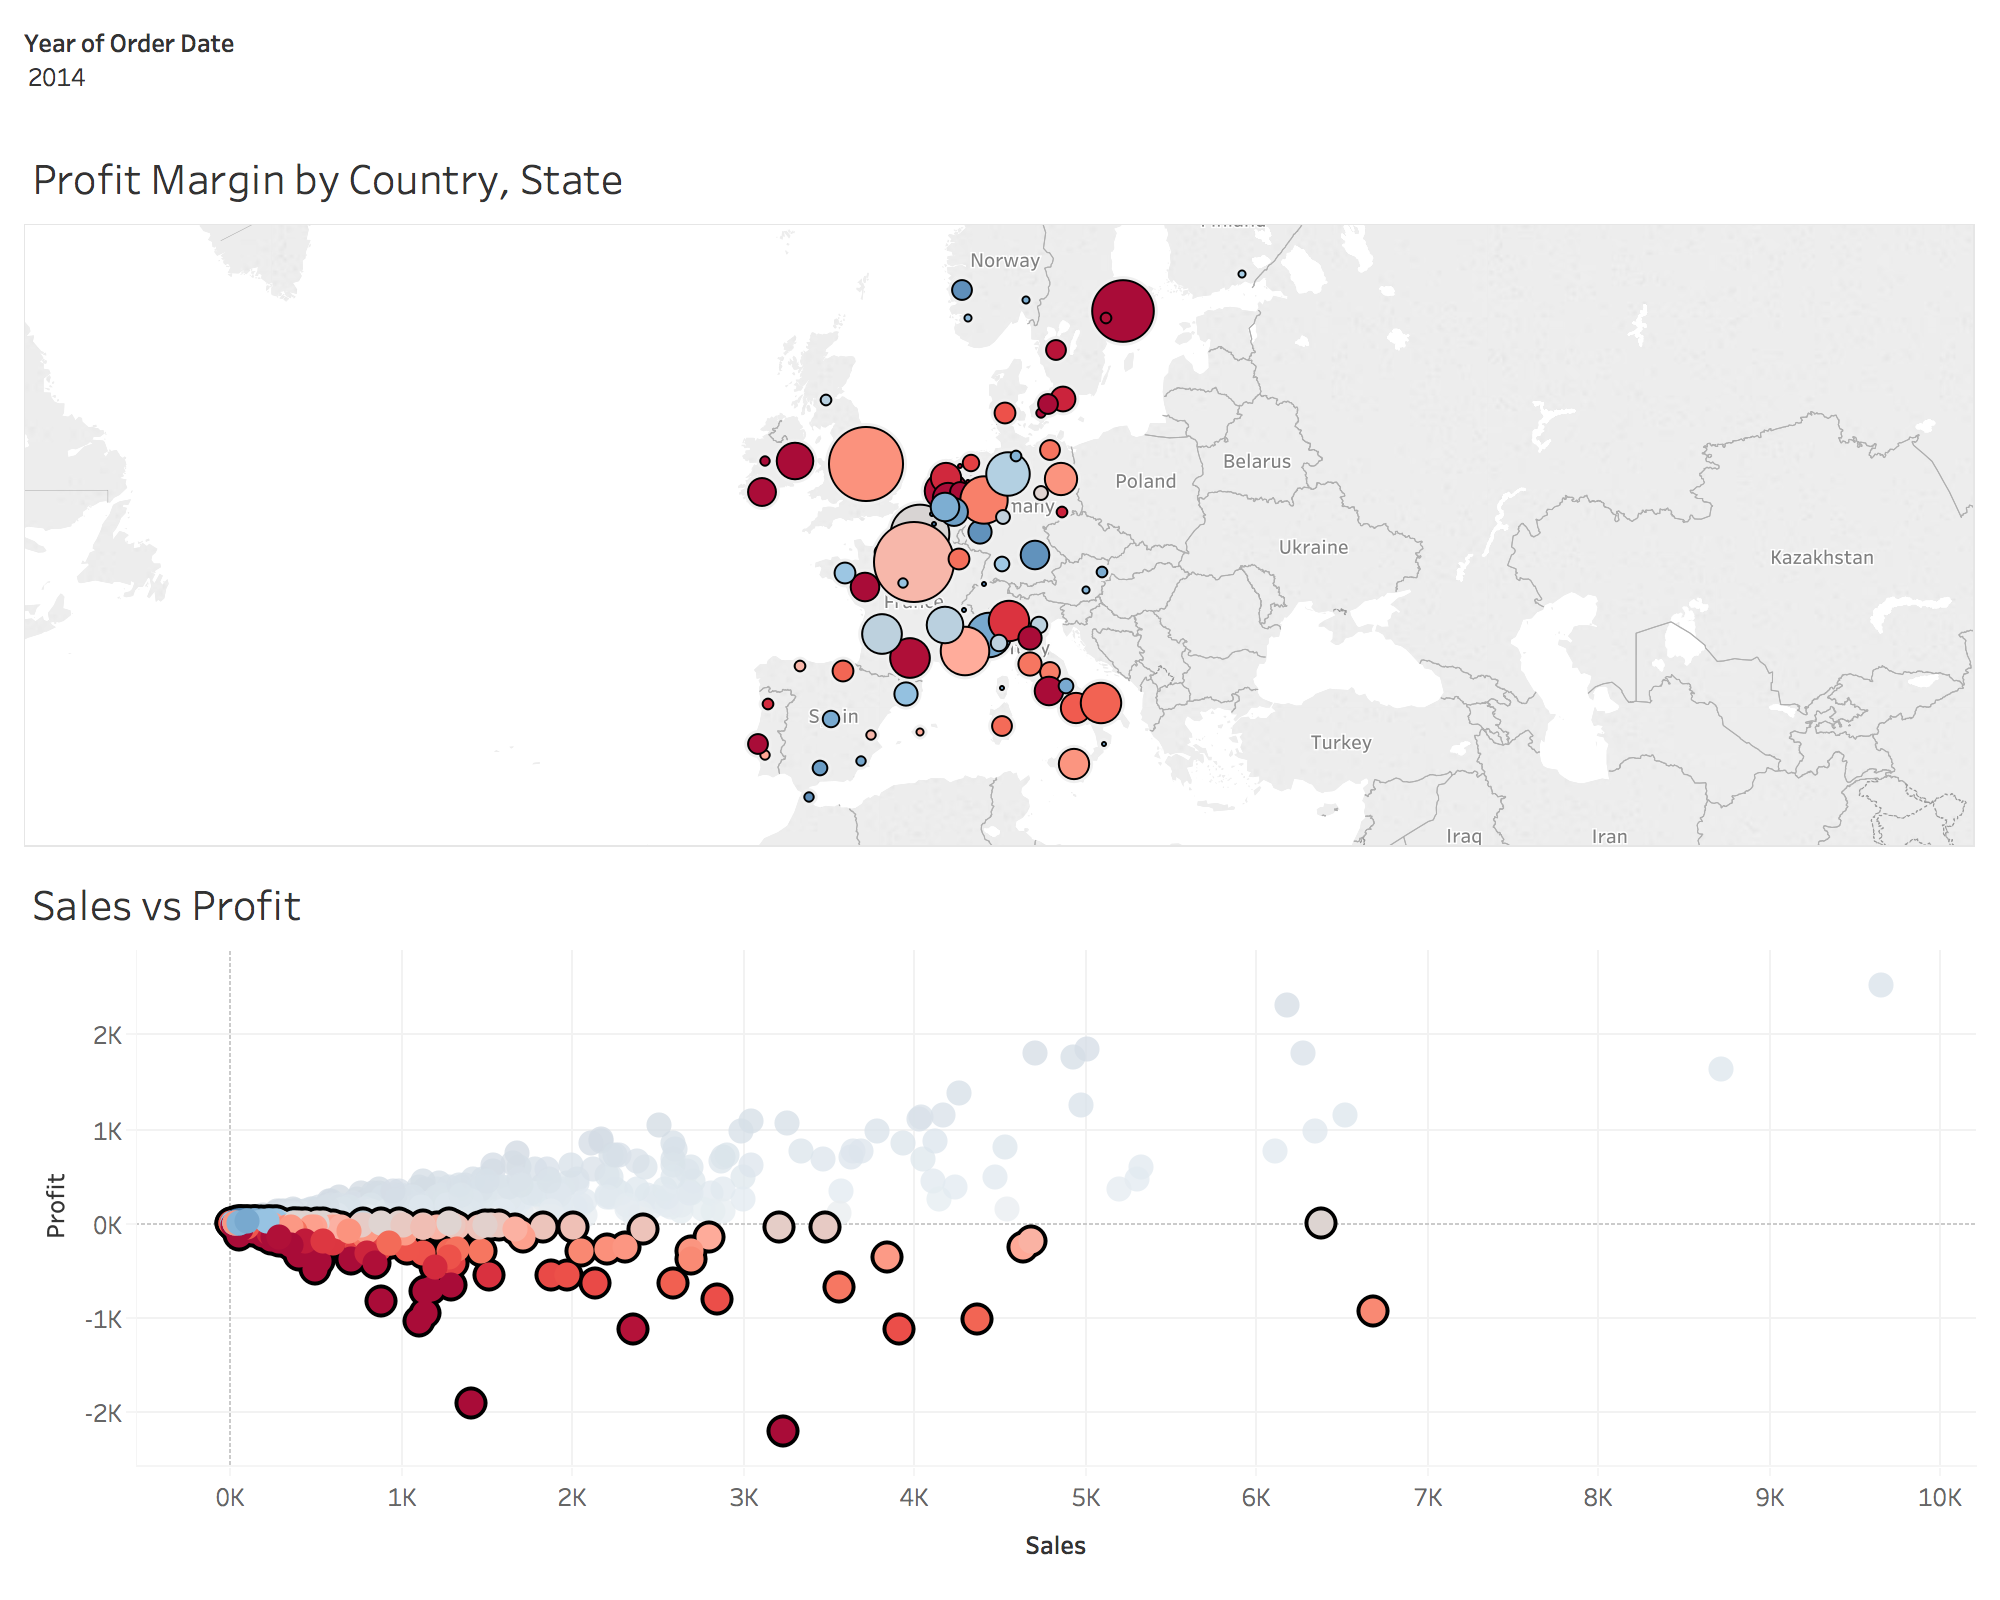 Year of Order Date
2014
Profit Margin by Country, State
Norway
Poland
Belarus
many
Ukraine
Kazakhstan
France
Spain
Turkey
Iraq
Iran
Sales vs Profit
2K
1K
0K
-1K
-2K
Profit
0K 1K 2K 3K 4K 5K 6K 7K 8K 9K 10K
Sales